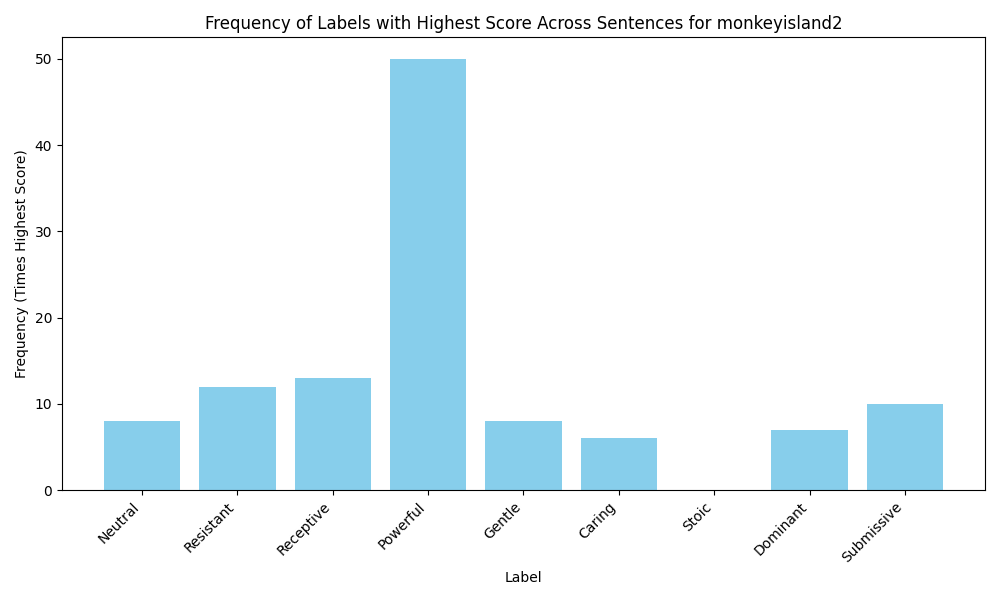 Frequency of Labels with Highest Score Across Sentences for monkeyisland2
Frequency (Times Highest Score)
50
40
30
20
10
0
Neutral
Resistant
Receptive
Powerful
Gentle
Caring
Stoic
Dominant
Submissive
Label